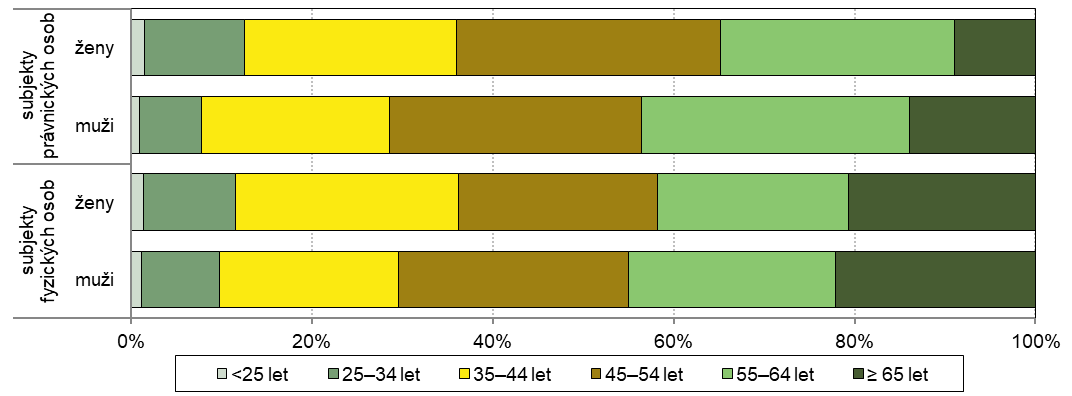 subjekty
právnických osob
ženy
muži
subjekty
fyzických osob
ženy
muži
0% 20% 40% 60% 80% 100%
<25 let 25–34 let 35–44 let 45–54 let 55–64 let ≥ 65 let